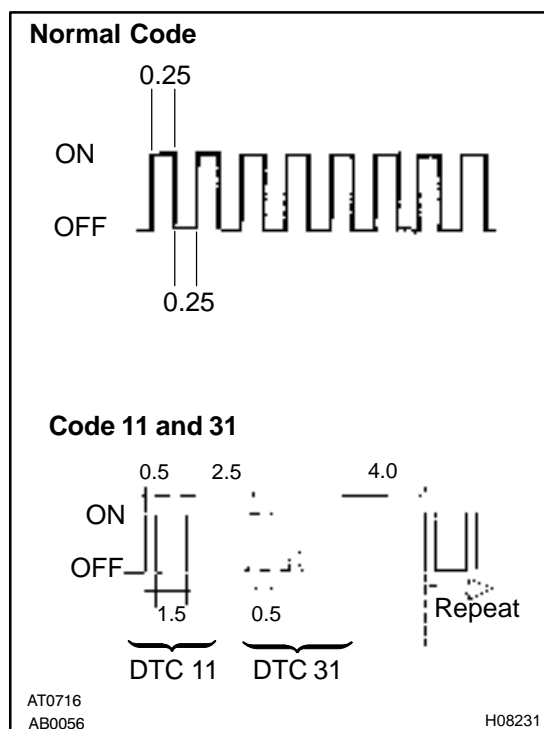 Normal Code
0.25
ON
OFF
0.25
Code 11 and 31
0.5 2.5 4.0
ON
OFF
1.5 0.5
Repeat
DTC 11 DTC 31
AT0716
AB0056 H08231